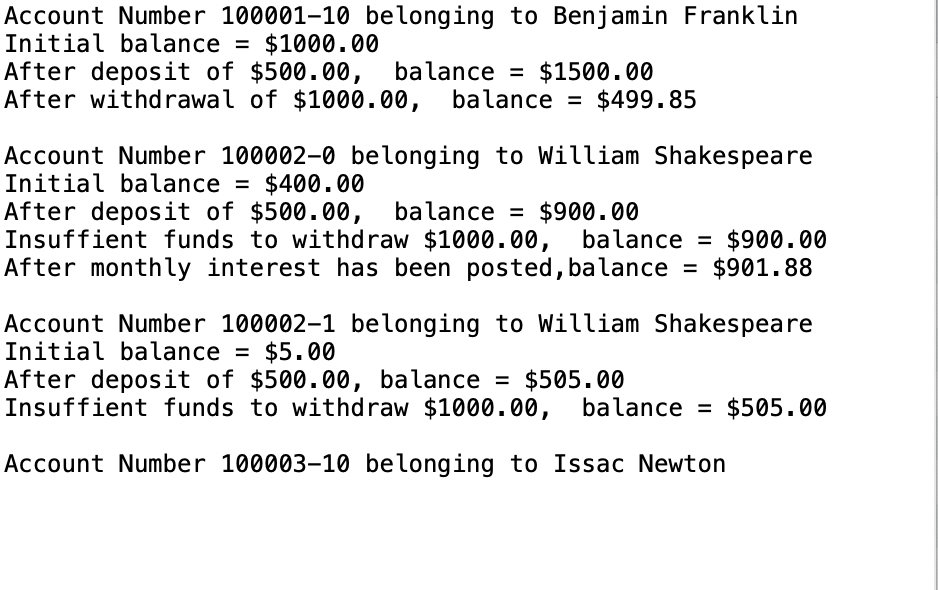 Account Number 100001-10 belonging to Benjamin Franklin
Initial balance = $1000.00
After deposit of $500.00,  balance = $1500.00
After withdrawal of $1000.00,  balance = $499.85

Account Number 100002-0 belonging to William Shakespeare
Initial balance = $400.00
After deposit of $500.00,  balance = $900.00
Insuffient funds to withdraw $1000.00,  balance = $900.00
After monthly interest has been posted,balance = $901.88

Account Number 100002-1 belonging to William Shakespeare
Initial balance = $5.00
After deposit of $500.00, balance = $505.00
Insuffient funds to withdraw $1000.00,  balance = $505.00

Account Number 100003-10 belonging to Issac Newton